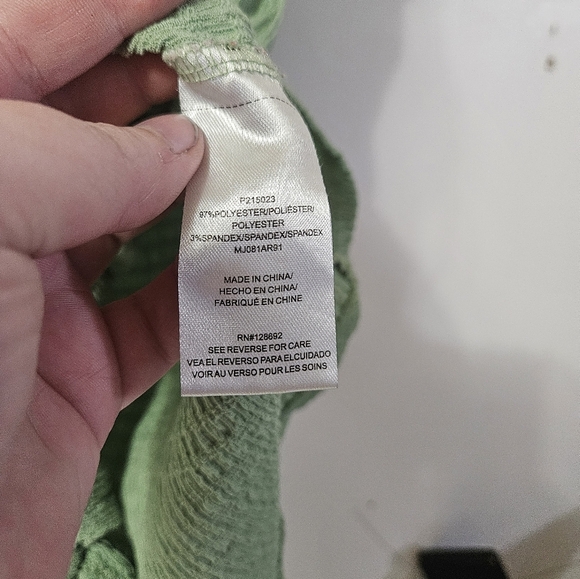 P215023
97%POLYESTER/POLIÉSTER/
POLYESTER
3%SPANDEX/SPANDEX/SPANDEX
MJ081AR91
MADE IN CHINA/
HECHO EN CHINA/
FABRIQUÉ EN CHINE
RN#128692
SEE REVERSE FOR CARE
VEA EL REVERSO PARA ELCUIDADO
VOIR AU VERSO POUR LES SOINS